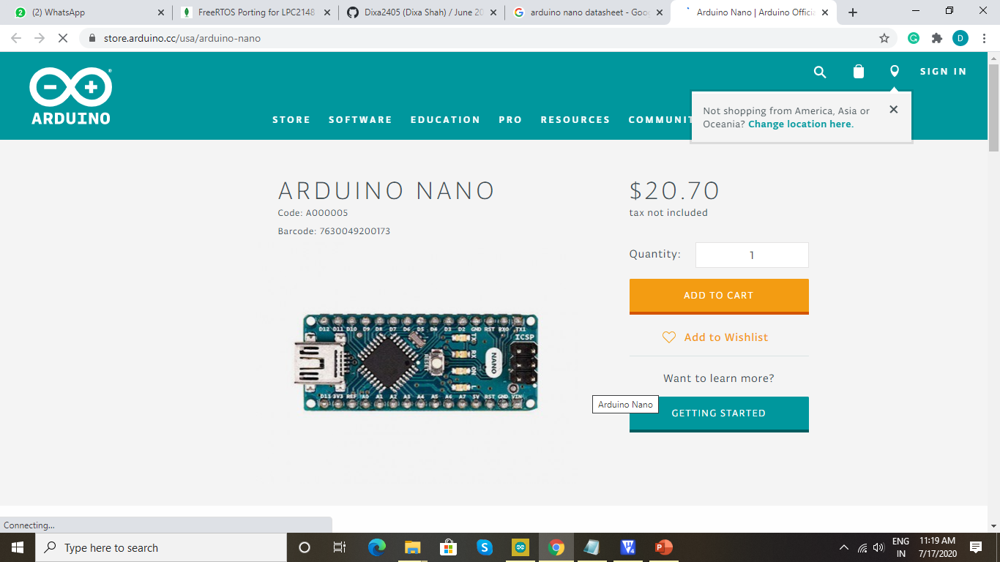 (2) WhatsApp
FreeRTOS Porting for LPC2148
Dixa2405 (Dixa Shah) / June 20
arduino nano datasheet - Goo
Arduino Nano | Arduino Officia
store.arduino.cc/usa/arduino-nano
D
SIGN IN
ARDUINO
STORE SOFTWARE EDUCATION PRO RESOURCES COMMUNIT
Not shopping from America, Asia or
Oceania? Change location here.
ARDUINO NANO
Code: A000005
Barcode: 7630049200173
$20.70
tax not included
Quantity: 1
ADD TO CART
Add to Wishlist
Want to learn more?
GETTING STARTED
Arduino Nano
D12 D11 D10 D9 D8 D7 D6 D5 D4 D3 D2 GND RST RX0 TX1
ICSP
TX
RX
ON
L
RESET
NANO
D13 3V3 REF A0 A1 A2 A3 A4 A5 A6 A7 5V RST GND VIN
Connecting...
Type here to search
ENG
IN
11:19 AM
7/17/2020